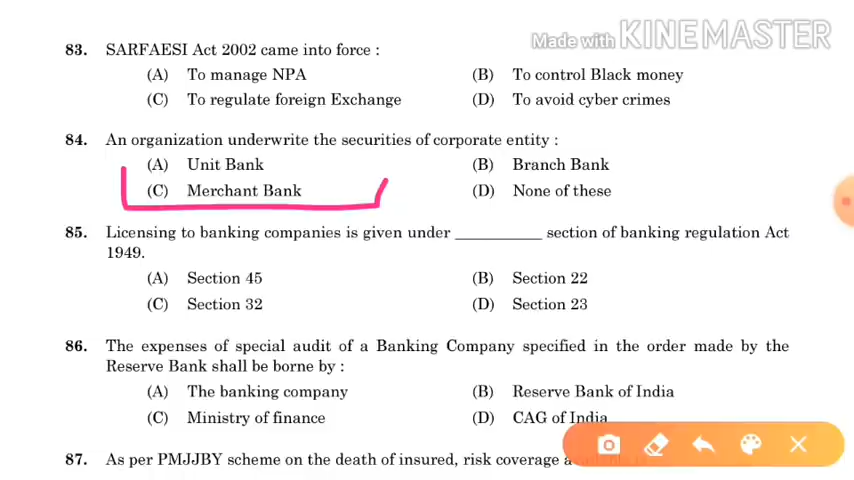 Made with KINEMASTER
83. SARFAESI Act 2002 came into force :
(A) To manage NPA (B) To control Black money
(C) To regulate foreign Exchange (D) To avoid cyber crimes
84. An organization underwrite the securities of corporate entity :
(A) Unit Bank (B) Branch Bank
(C) Merchant Bank (D) None of these
85. Licensing to banking companies is given under __________ section of banking regulation Act
1949.
(A) Section 45 (B) Section 22
(C) Section 32 (D) Section 23
86. The expenses of special audit of a Banking Company specified in the order made by the
Reserve Bank shall be borne by :
(A) The banking company (B) Reserve Bank of India
(C) Ministry of finance (D) CAG of India
87. As per PMJJBY scheme on the death of insured, risk coverage